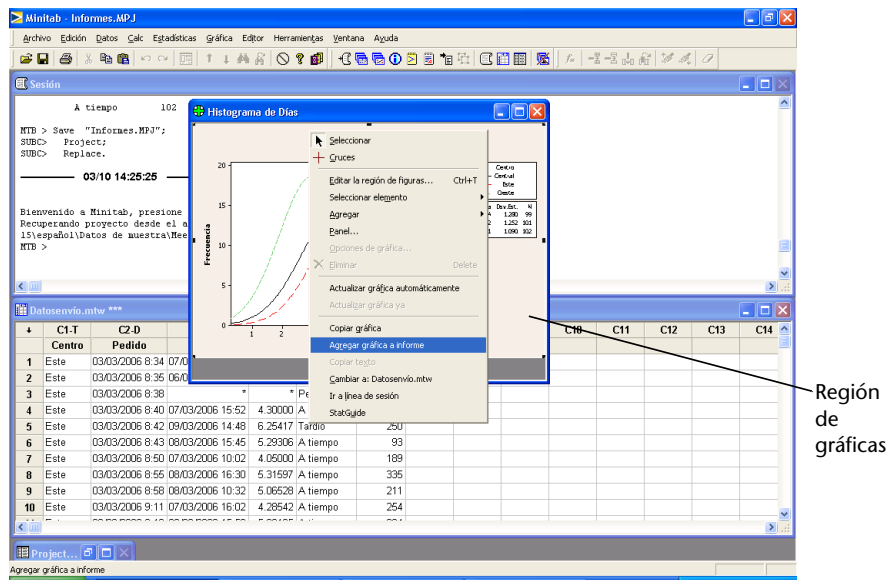 Minitab - Informes.MPJ
Archivo Edición Datos Calc Estadísticas Gráfica Editor Herramientas Ventana Ayuda
Sesión
A tiempo 102
MTB > Save "Informes.MPJ";
SUBC> Project;
SUBC> Replace.
03/10 14:25:25
Bienvenido a Minitab, presione
Recuperando proyecto desde el a
15\español\Datos de muestra\Mee
MTB >
Histograma de Días
Frecuencia
20
15
10
5
0
1 2
Centro
Central
Este
Oeste
Dev.Est. N
1.280 99
1.252 101
1.090 102
Seleccionar
Cruces
Editar la región de figuras... Ctrl+T
Seleccionar elemento
Agregar
Panel...
Opciones de gráfica...
Eliminar Delete
Actualizar gráfica automáticamente
Actualizar gráfica ya
Copiar gráfica
Agregar gráfica a informe
Copiar texto
Cambiar a: Datosenvío.mtw
Ir a línea de sesión
StatGuide
Región
de
gráficas
Datosenvío.mtw ***
C1-T C2-D C10 C11 C12 C13 C14
Centro Pedido
1 Este 03/03/2006 8:34 07/0
2 Este 03/03/2006 8:35 06/0
3 Este 03/03/2006 8:38 * * Pe
4 Este 03/03/2006 8:40 07/03/2006 15:52 4.30000 A
5 Este 03/03/2006 8:42 09/03/2006 14:48 6.25417 Tardío 250
6 Este 03/03/2006 8:43 08/03/2006 15:45 5.29306 A tiempo 93
7 Este 03/03/2006 8:50 07/03/2006 10:02 4.05000 A tiempo 189
8 Este 03/03/2006 8:55 08/03/2006 16:30 5.31597 A tiempo 335
9 Este 03/03/2006 8:58 08/03/2006 10:32 5.06528 A tiempo 211
10 Este 03/03/2006 9:11 07/03/2006 16:02 4.28542 A tiempo 254
Project...
Agregar gráfica a informe